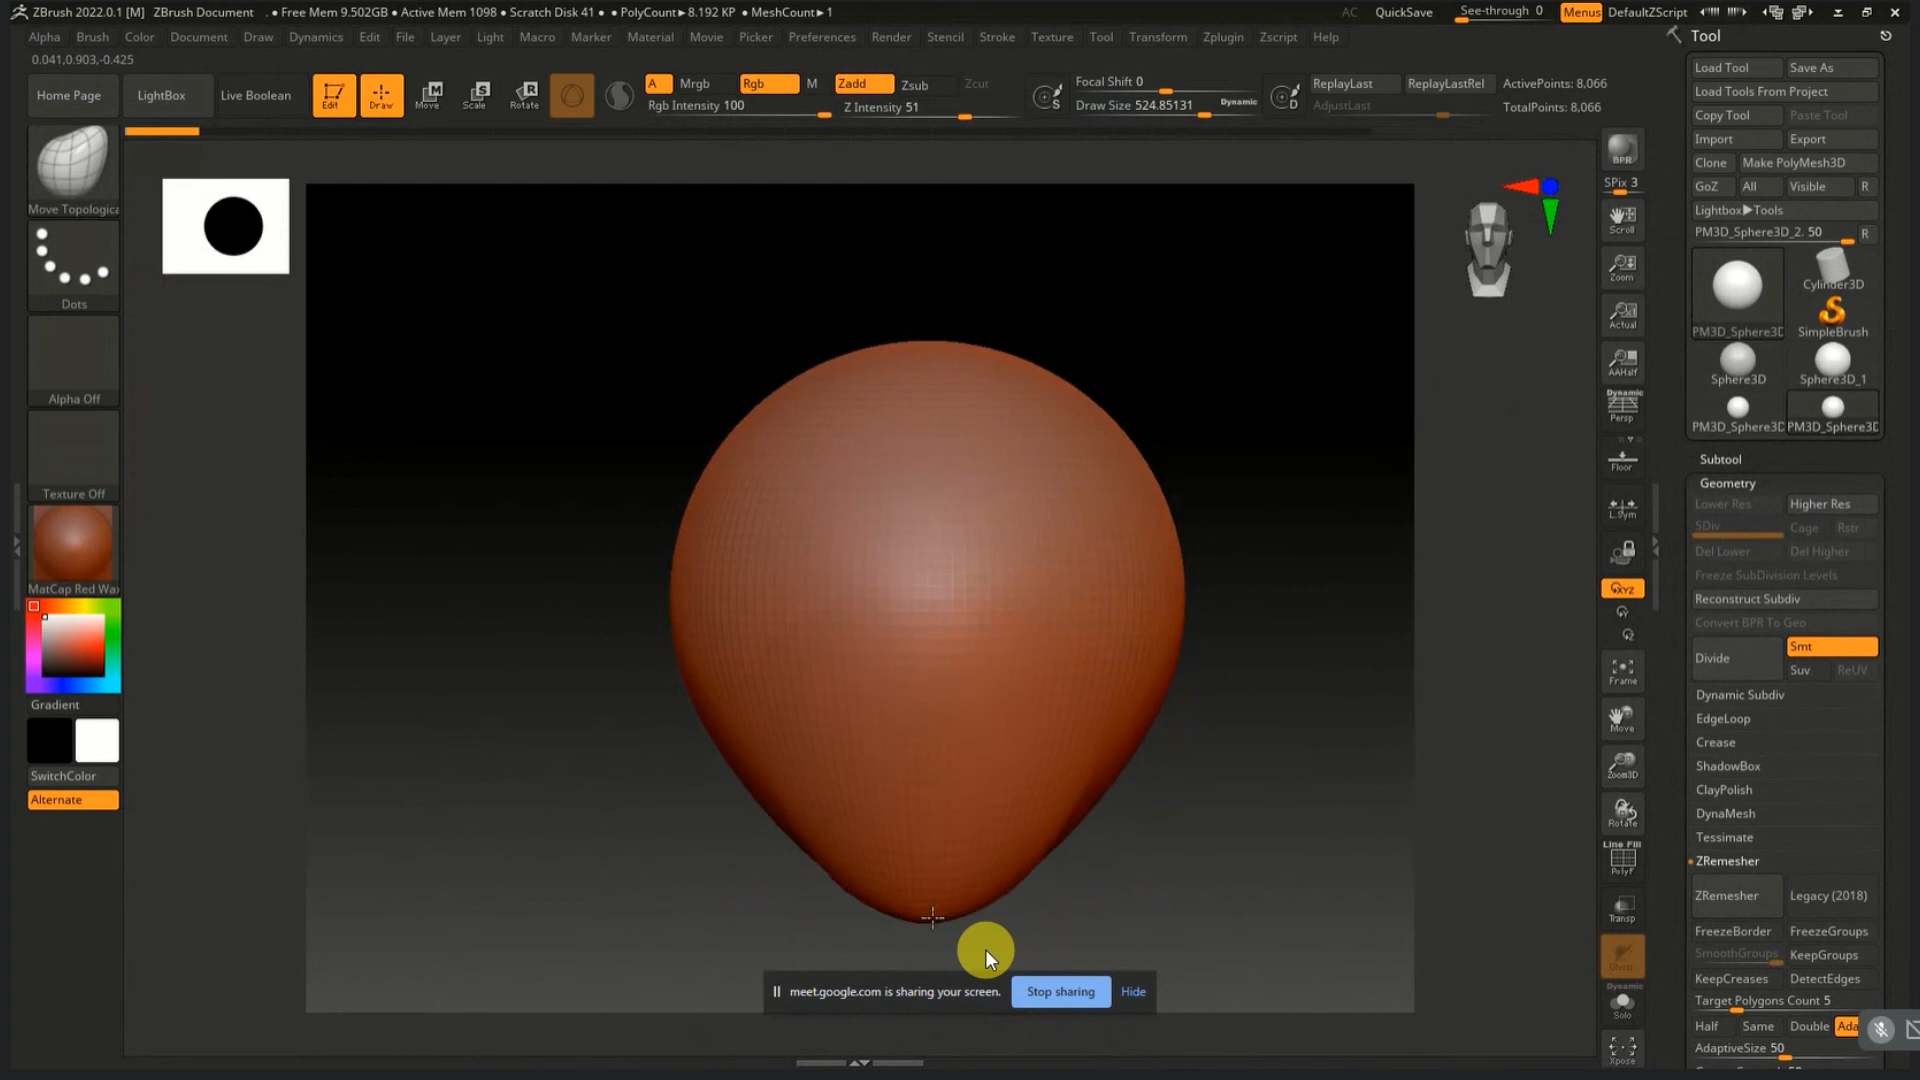 ZBrush 2022.0.1 [M] ZBrush Document . • Free Mem 9.502GB • Active Mem 1098 • Scratch Disk 41 • • PolyCount▸ 8.192 KP • MeshCount▸ 1 AC QuickSave See-through 0 Menus DefaultZScript
Alpha Brush Color Document Draw Dynamics Edit File Layer Light Macro Marker Material Movie Picker Preferences Render Stencil Stroke Texture Tool Transform Zplugin Zscript Help
0.041,0.903,-0.425
Home Page LightBox Live Boolean Edit Draw Move Scale Rotate
A Mrgb Rgb M Zadd Zsub Zcut
Rgb Intensity 100 Z Intensity 51
Focal Shift 0
Draw Size 524.85131 Dynamic
ReplayLast ReplayLastRel
AdjustLast
ActivePoints: 8,066
TotalPoints: 8,066
Move Topologica
Dots
Alpha Off
Texture Off
MatCap Red Wax
Gradient
SwitchColor
Alternate
BPR
SPix 3
Scroll
Zoom
Actual
AAHalf
Dynamic
Persp
Floor
L.Sym
XYZ
Frame
Move
Zoom3D
Rotate
Line Fill
PolyF
Transp
Ghost
Dynamic
Solo
Xpose
Tool
Load Tool Save As
Load Tools From Project
Copy Tool Paste Tool
Import Export
Clone Make PolyMesh3D
GoZ All Visible R
Lightbox▶Tools
PM3D_Sphere3D_2. 50 R
Cylinder3D
PM3D_Sphere3D SimpleBrush
Sphere3D Sphere3D_1
PM3D_Sphere3D PM3D_Sphere3D
Subtool
Geometry
Lower Res Higher Res
SDiv Cage Rstr
Del Lower Del Higher
Freeze SubDivision Levels
Reconstruct Subdiv
Convert BPR To Geo
Divide Smt
Suv ReUV
Dynamic Subdiv
EdgeLoop
Crease
ShadowBox
ClayPolish
DynaMesh
Tessimate
ZRemesher
ZRemesher Legacy (2018)
FreezeBorder FreezeGroups
SmoothGroups KeepGroups
KeepCreases DetectEdges
Target Polygons Count 5
Half Same Double Ada
AdaptiveSize 50
meet.google.com is sharing your screen. Stop sharing Hide